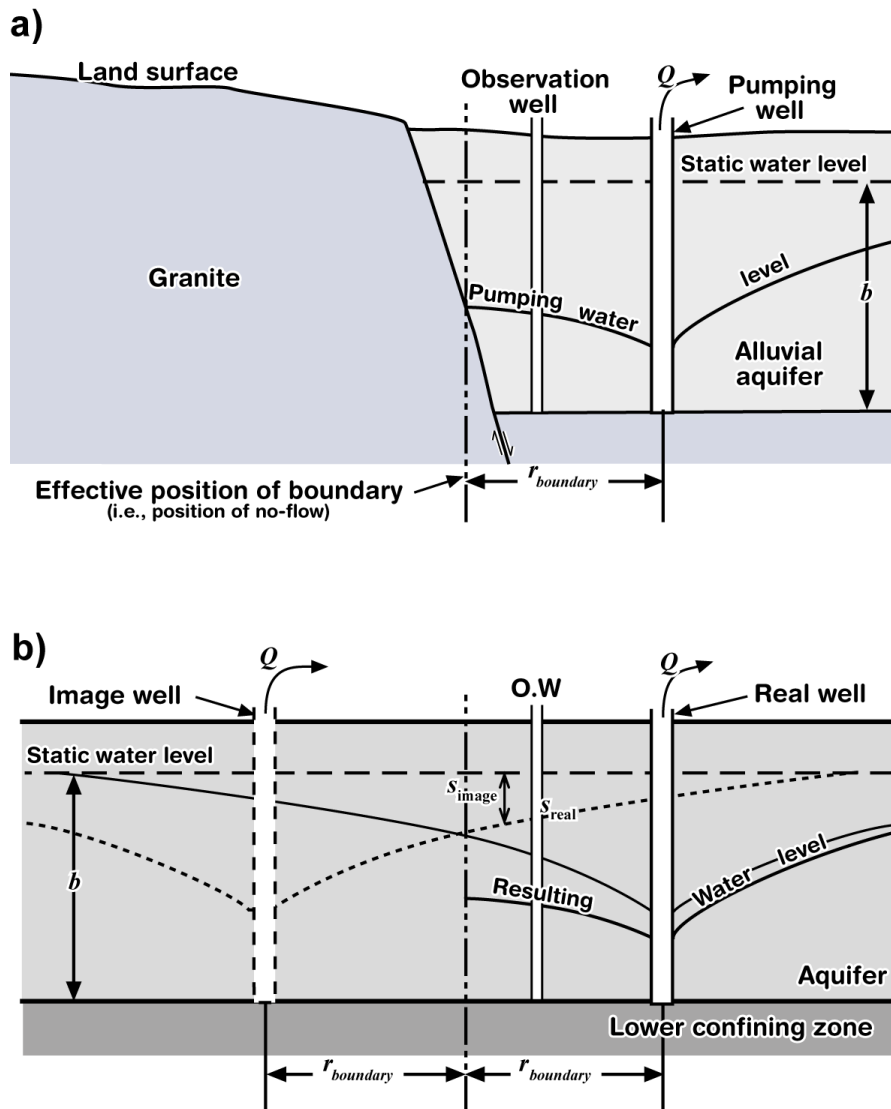 a)
Land surface
Observation
well
Q
Pumping
well
Static water level
Granite
Pumping water level
b
Alluvial
aquifer
Effective position of boundary
(i.e., position of no-flow)
r boundary
b)
Q
Image well
O.W
Q
Real well
Static water level
s image
s real
b
Resulting Water level
Aquifer
Lower confining zone
r boundary
r boundary